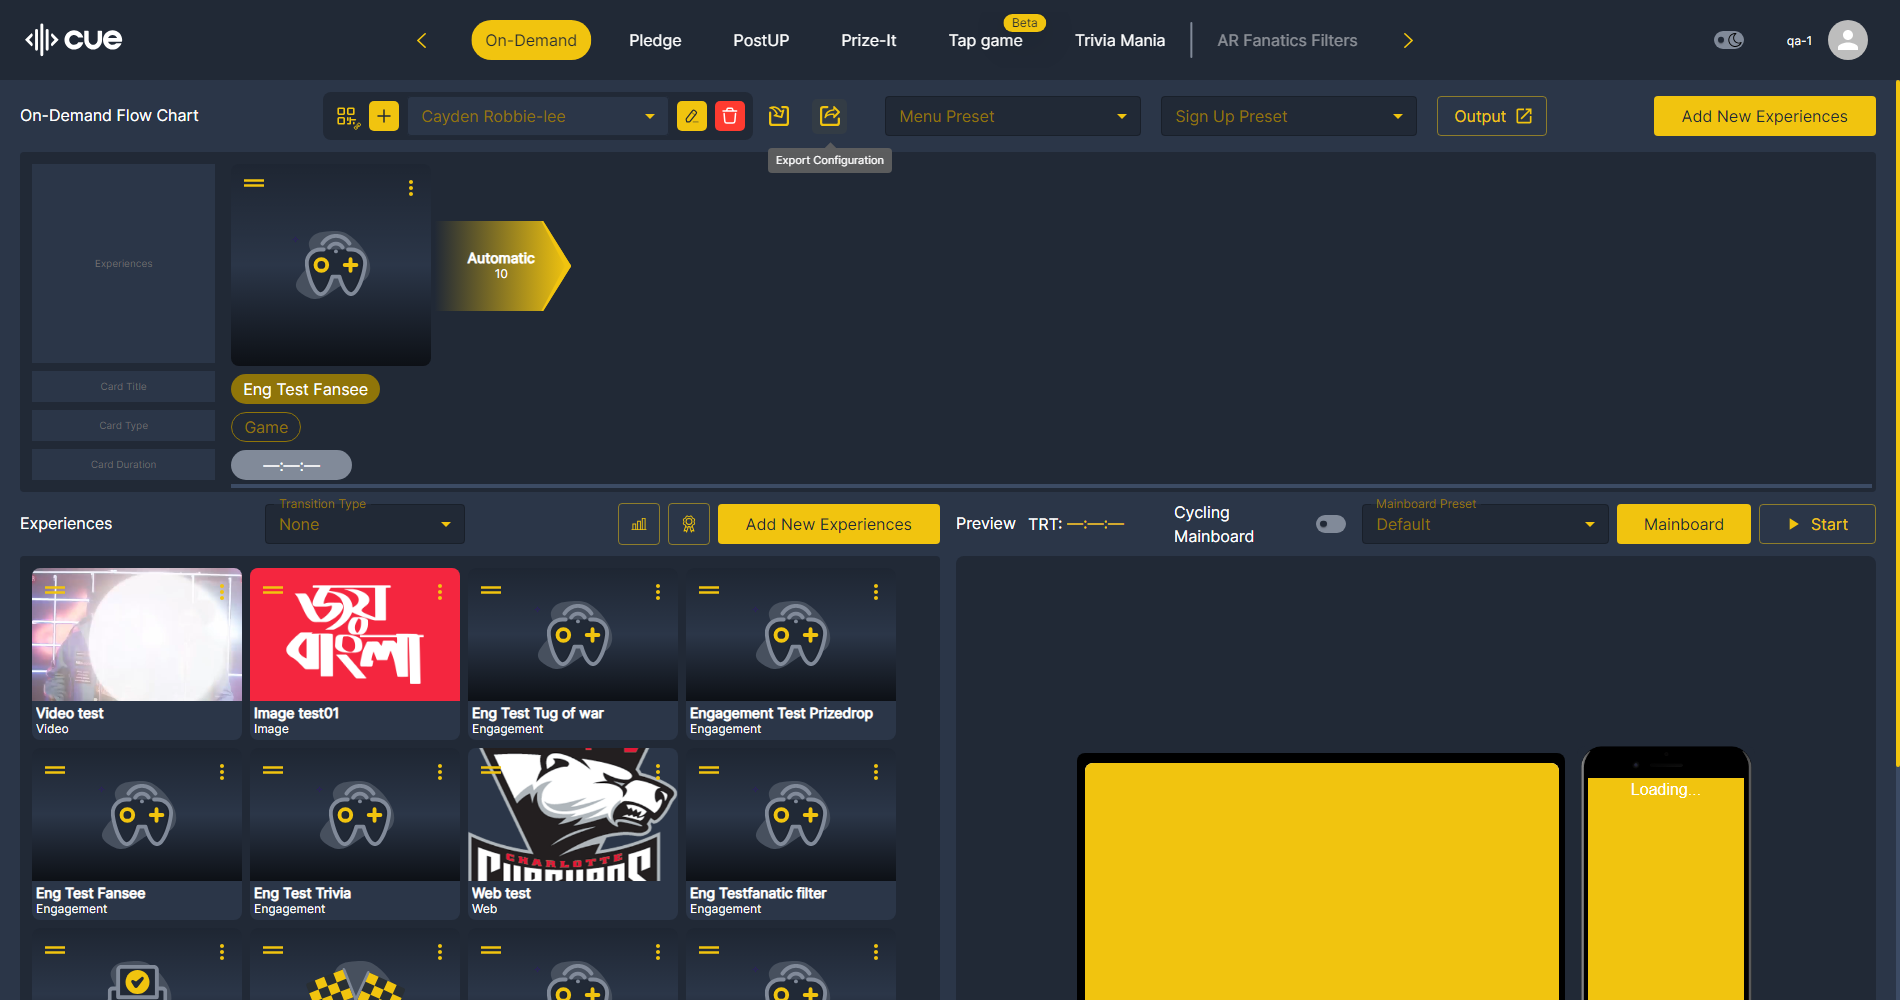 cue
On-Demand
Pledge
PostUP
Prize-It
Tap game
Beta
Trivia Mania
AR Fanatics Filters
qa-1
On-Demand Flow Chart
Cayden Robbie-lee
Menu Preset
Sign Up Preset
Output
Add New Experiences
Export Configuration
Experiences
Automatic
10
Card Title
Eng Test Fansee
Card Type
Game
Card Duration
—:—:—
Experiences
Transition Type
None
Add New Experiences
Preview
TRT: —:—:—
Cycling
Mainboard
Mainboard Preset
Default
Mainboard
Start
জয়
বাংলা
Video test
Video
Image test01
Image
Eng Test Tug of war
Engagement
Engagement Test Prizedrop
Engagement
Loading...
CHARLOTTE
Eng Test Fansee
Engagement
Eng Test Trivia
Engagement
Web test
Web
Eng Testfanatic filter
Engagement